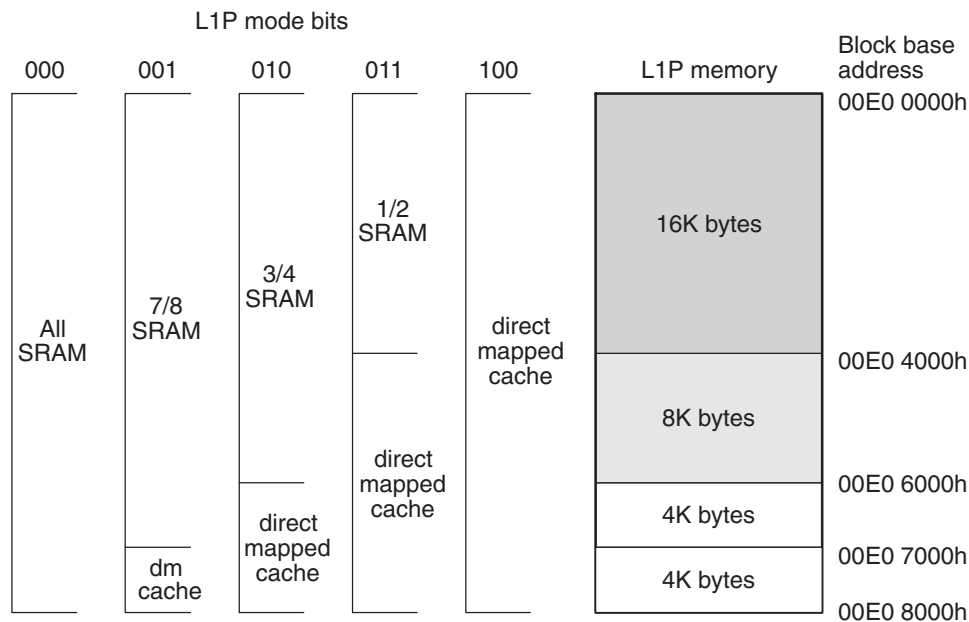 L1P mode bits
000 001 010 011 100 L1P memory
Block base
address
00E0 0000h
1/2
SRAM
16K bytes
3/4
SRAM
7/8
SRAM
All
SRAM
direct
mapped
cache
00E0 4000h
8K bytes
direct
mapped
cache
00E0 6000h
4K bytes
direct
mapped
cache
00E0 7000h
dm
cache
4K bytes
00E0 8000h